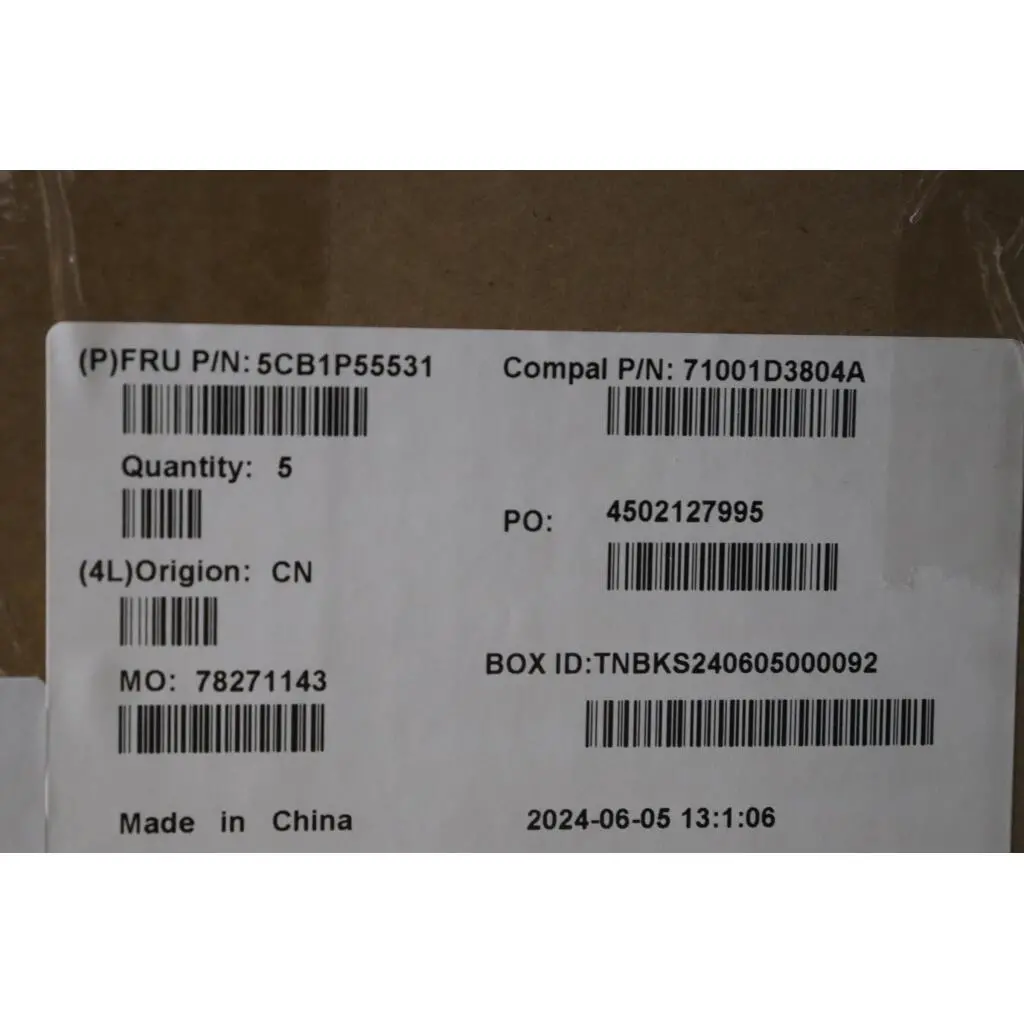 (P)FRU P/N: 5CB1P55531
Compal P/N: 71001D3804A
Quantity: 5
PO: 4502127995
(4L)Origion: CN
BOX ID:TNBKS240605000092
MO: 78271143
Made in China
2024-06-05 13:1:06